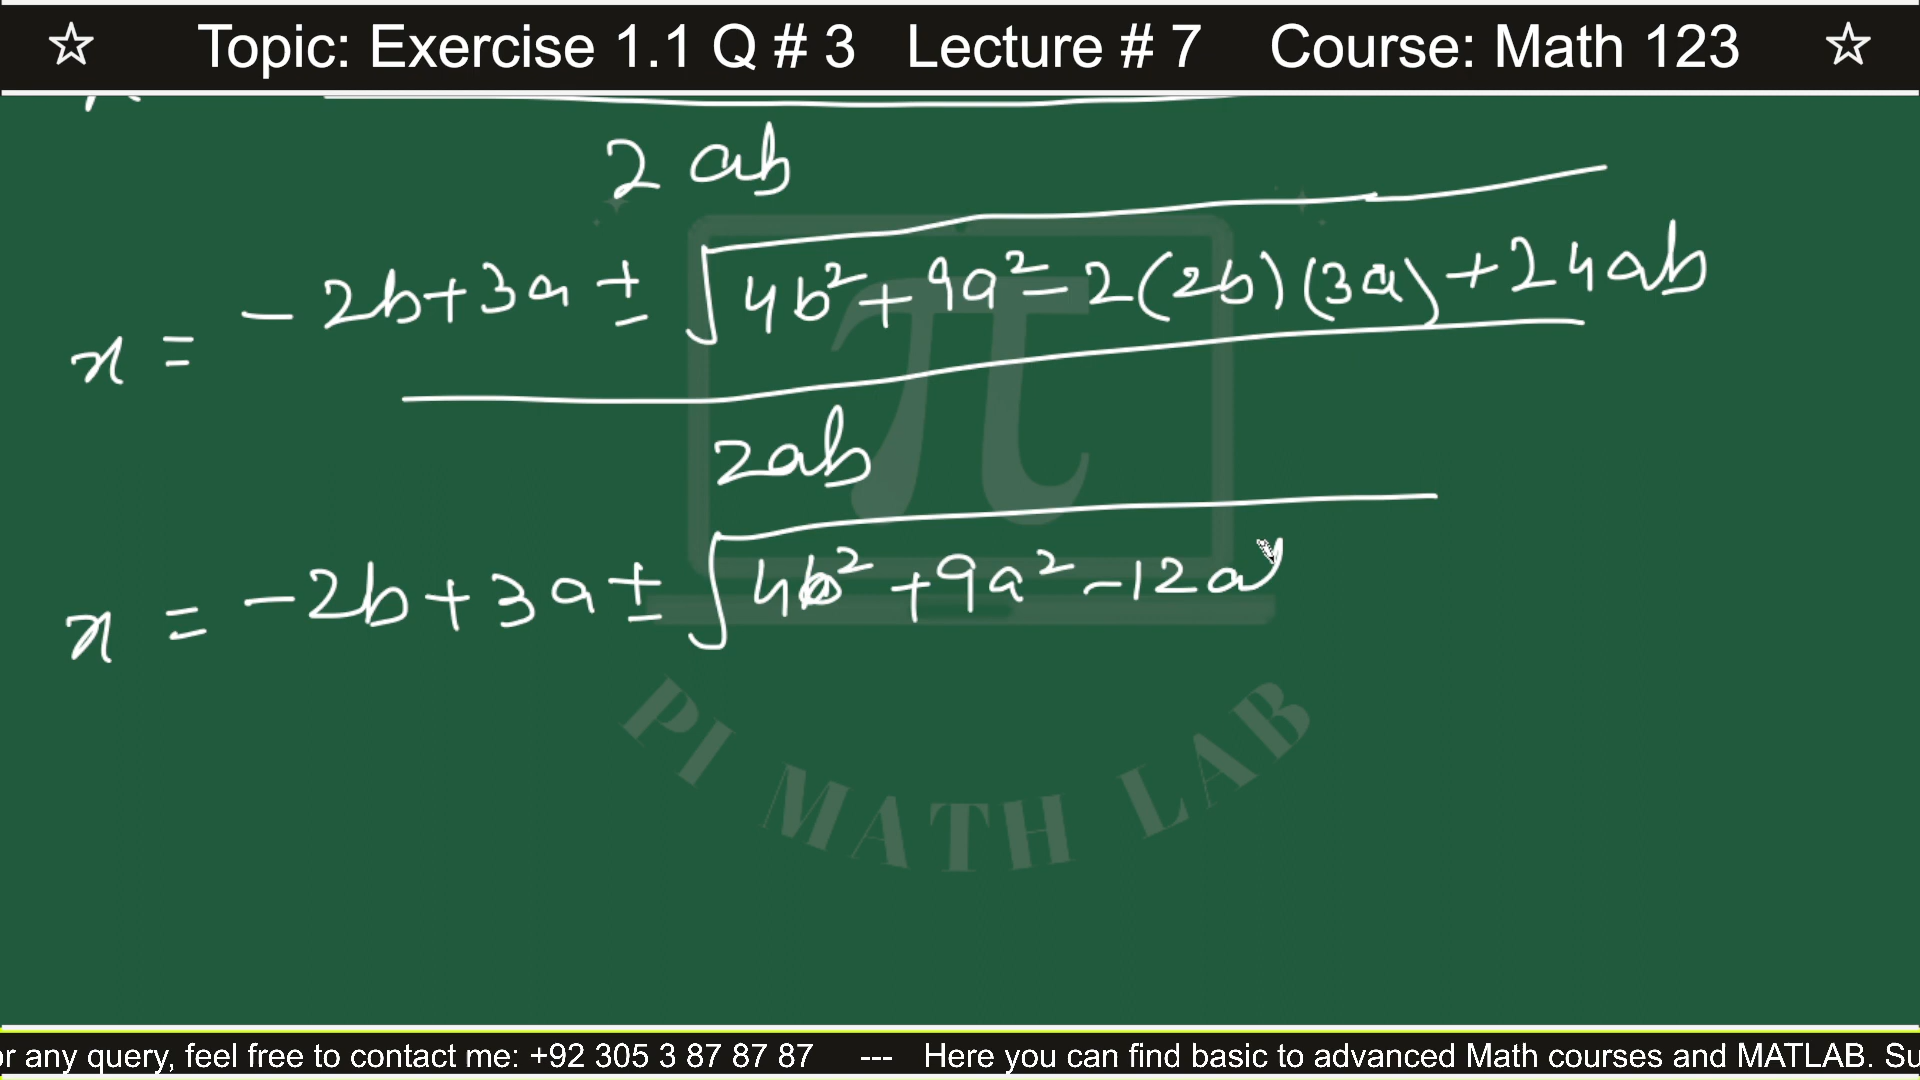 ☆ Topic: Exercise 1.1 Q # 3 Lecture # 7 Course: Math 123 ☆
2 ab
x = -2b+3a ± √4b²+9a²-2(2b)(3a)+24ab
2ab
x = -2b+3a ± √4b²+9a²-12a
PI MATH LAB
or any query, feel free to contact me: +92 305 3 87 87 87 --- Here you can find basic to advanced Math courses and MATLAB. Su